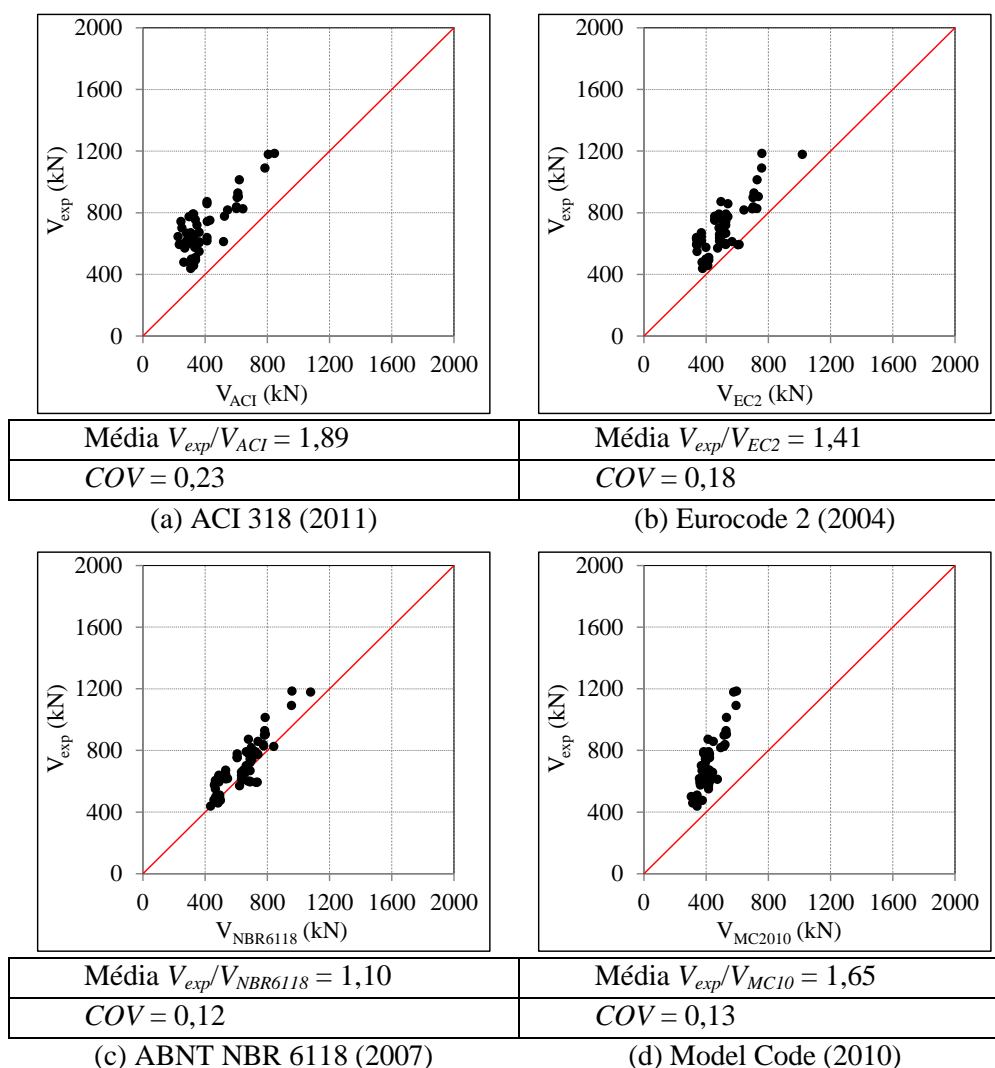 2000
1600
1200
800
400
0
V_exp (kN)
0 400 800 1200 1600 2000
V_ACI (kN)
2000
1600
1200
800
400
0
V_exp (kN)
0 400 800 1200 1600 2000
V_EC2 (kN)
Média V_exp/V_ACI = 1,89
Média V_exp/V_EC2 = 1,41
COV = 0,23
COV = 0,18
(a) ACI 318 (2011)
(b) Eurocode 2 (2004)
2000
1600
1200
800
400
0
V_exp (kN)
0 400 800 1200 1600 2000
V_NBR6118 (kN)
2000
1600
1200
800
400
0
V_exp (kN)
0 400 800 1200 1600 2000
V_MC2010 (kN)
Média V_exp/V_NBR6118 = 1,10
Média V_exp/V_MC10 = 1,65
COV = 0,12
COV = 0,13
(c) ABNT NBR 6118 (2007)
(d) Model Code (2010)